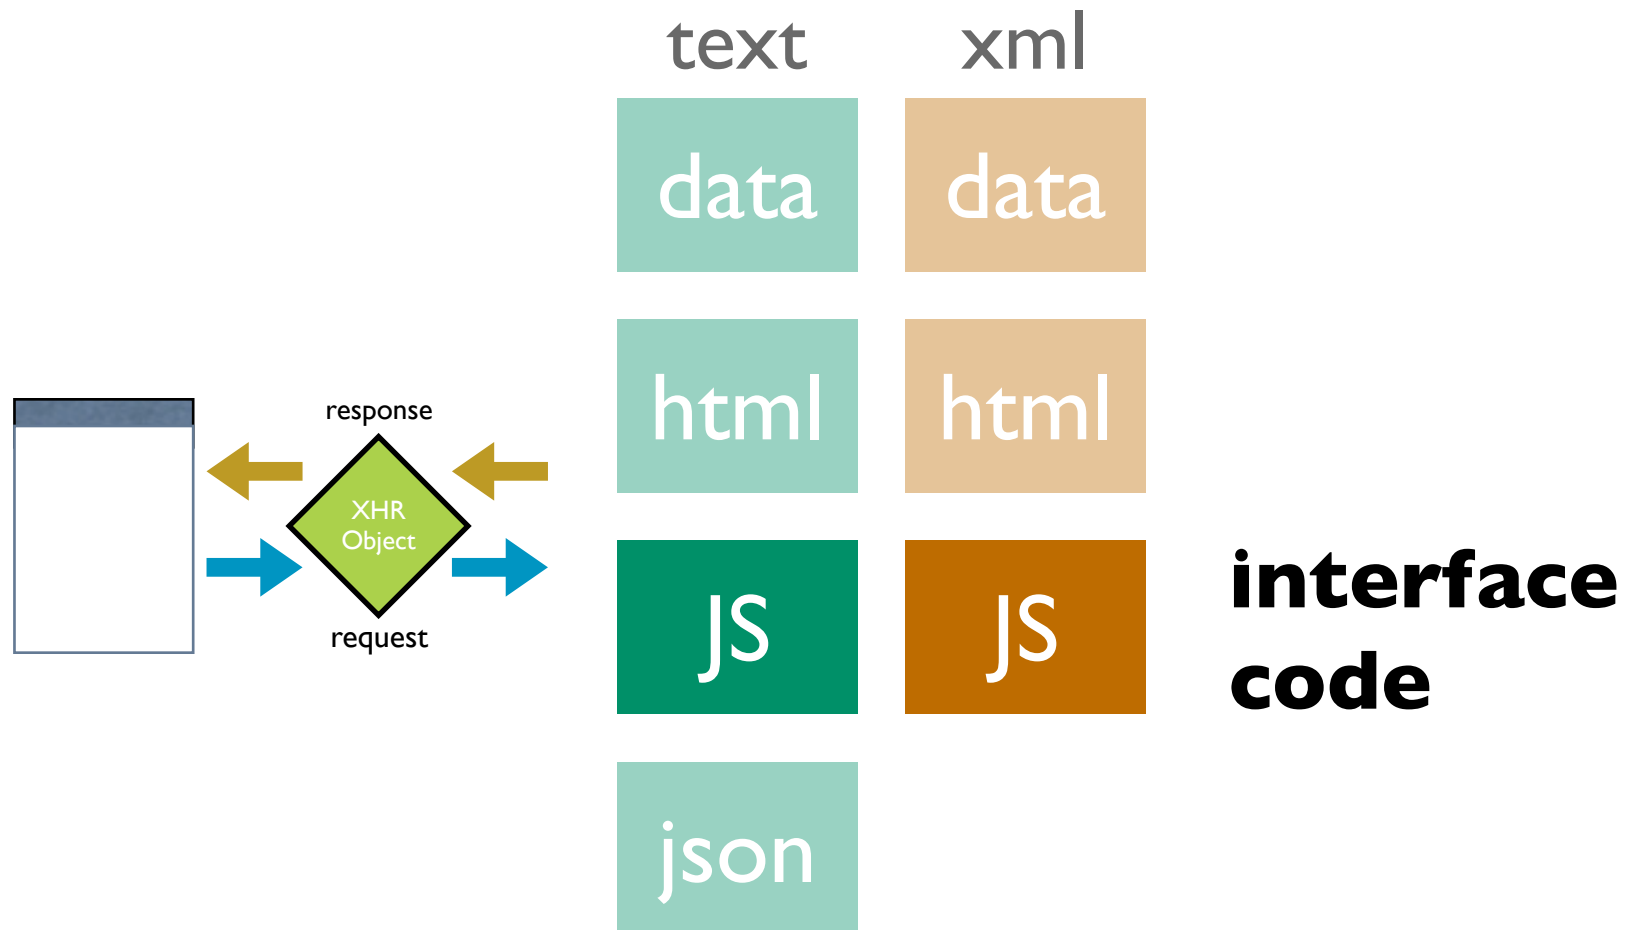 text xml
data data
html html
response
XHR
Object
request
JS JS
interface
code
json